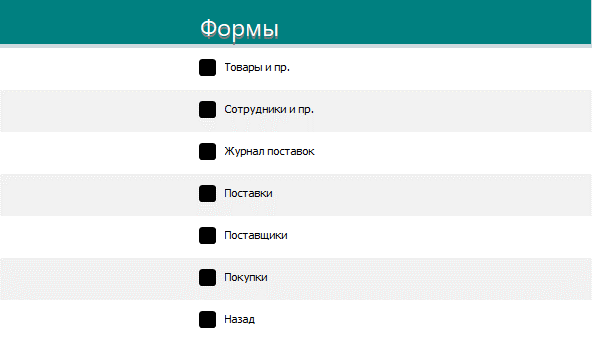 Формы
Товары и пр.
Сотрудники и пр.
Журнал поставок
Поставки
Поставщики
Покупки
Назад